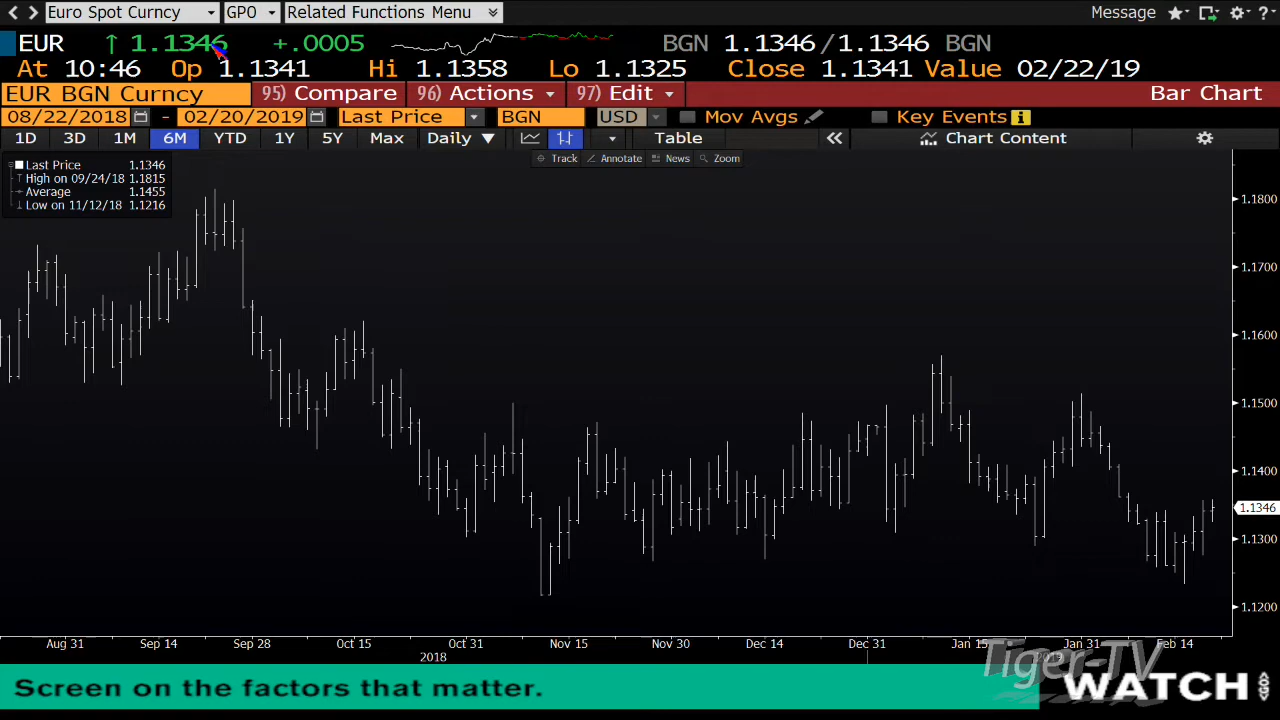 Euro Spot Curncy GPO Related Functions Menu Message
EUR ↑ 1.1346 +.0005 BGN 1.1346/1.1346 BGN
At 10:46 Op 1.1341 Hi 1.1358 Lo 1.1325 Close 1.1341 Value 02/22/19
EUR BGN Curncy 95) Compare 96) Actions 97) Edit Bar Chart
08/22/2018 - 02/20/2019 Last Price BGN USD Mov Avgs Key Events
1D 3D 1M 6M YTD 1Y 5Y Max Daily ▼ Table « Chart Content
Track Annotate News Zoom
Last Price 1.1346
High on 09/24/18 1.1815
Average 1.1455
Low on 11/12/18 1.1216
1.1800
1.1700
1.1600
1.1500
1.1400
1.1346
1.1300
1.1200
Aug 31 Sep 14 Sep 28 Oct 15 Oct 31 Nov 15 Nov 30 Dec 14 Dec 31 Jan 15 Jan 31 Feb 14
2018 2019
Tiger-TV
Screen on the factors that matter.
WATCH